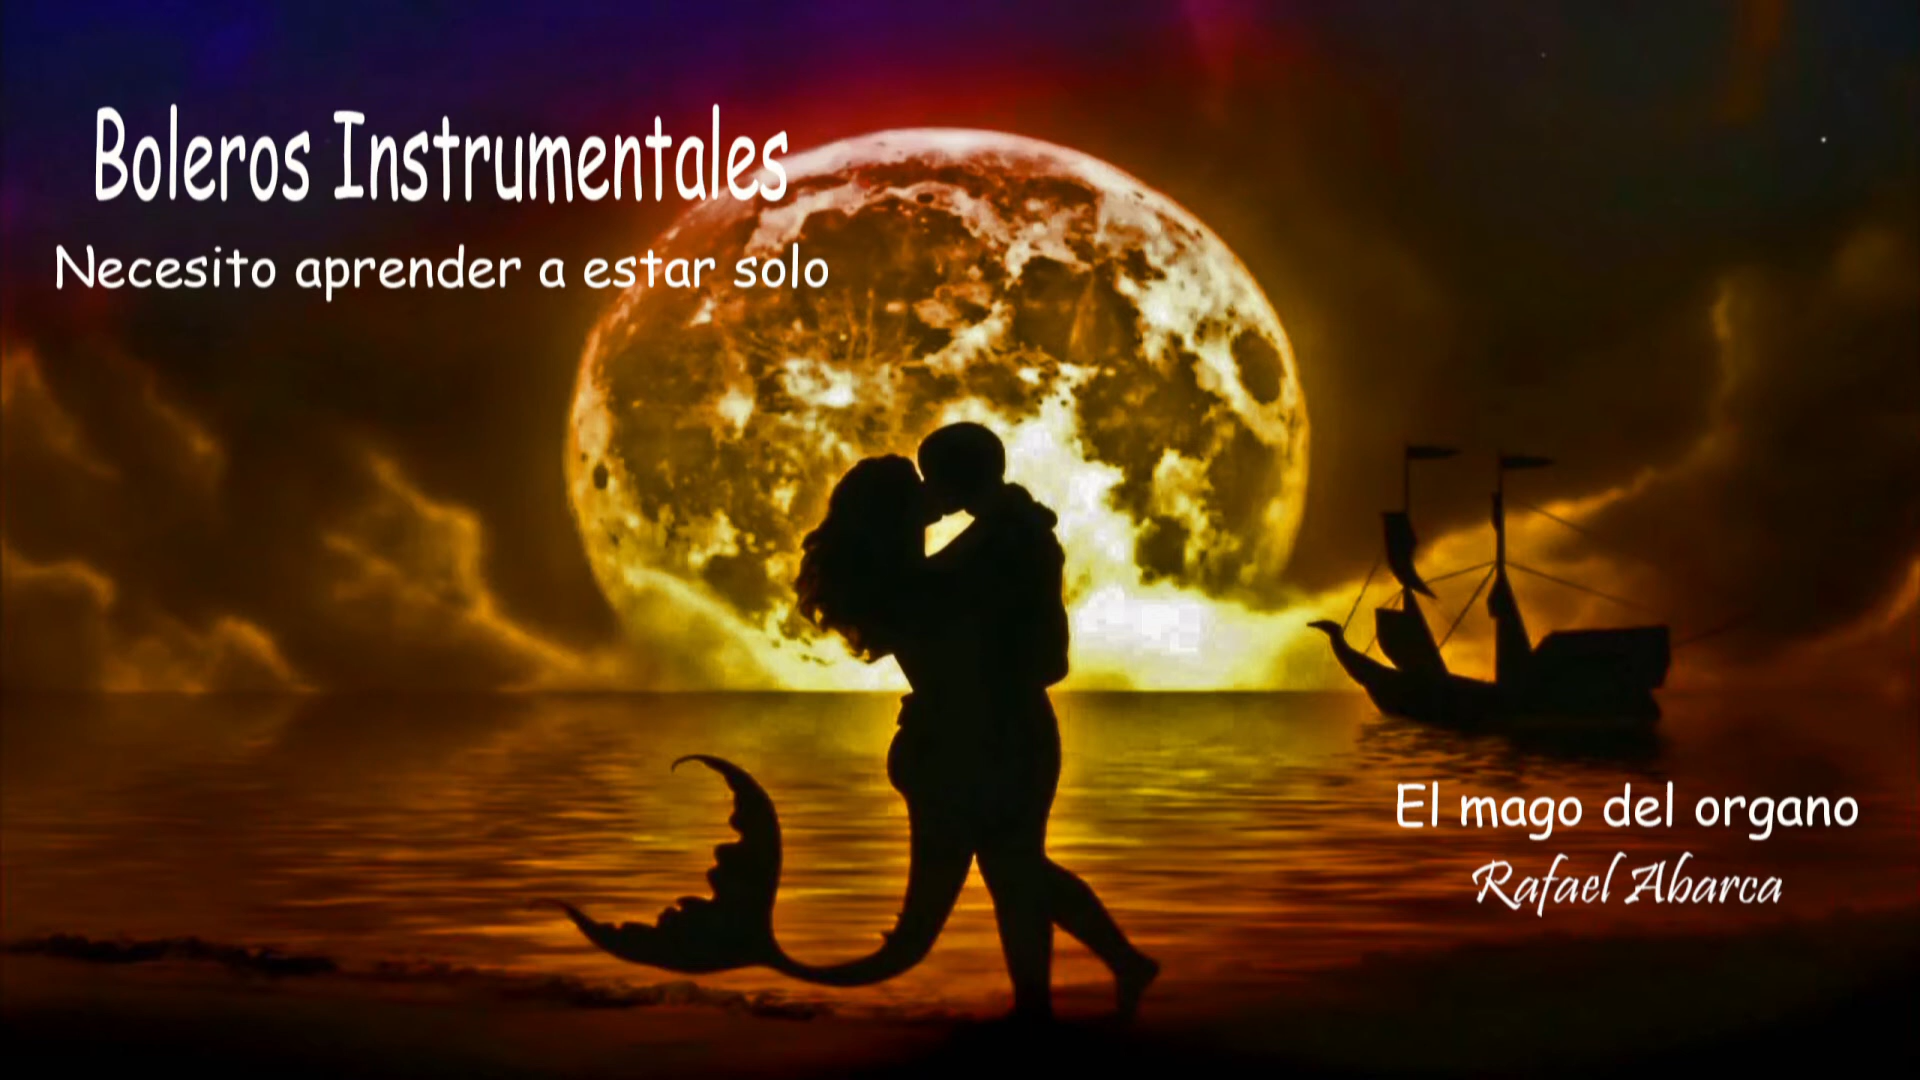 Boleros Instrumentales
Necesito aprender a estar solo
El mago del organo
Rafael Abarca